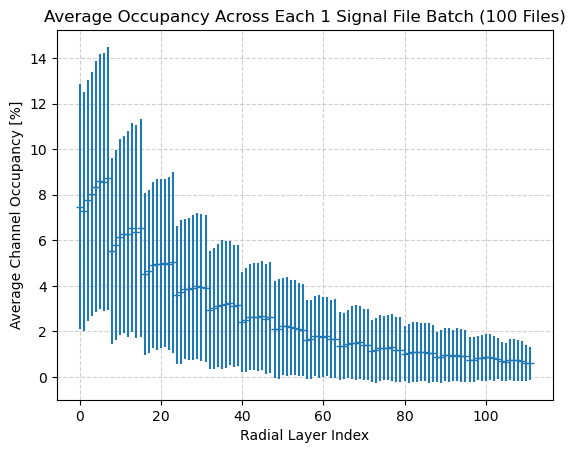 Average Occupancy Across Each 1 Signal File Batch (100 Files)
Average Channel Occupancy [%]
14
12
10
8
6
4
2
0
0 20 40 60 80 100
Radial Layer Index